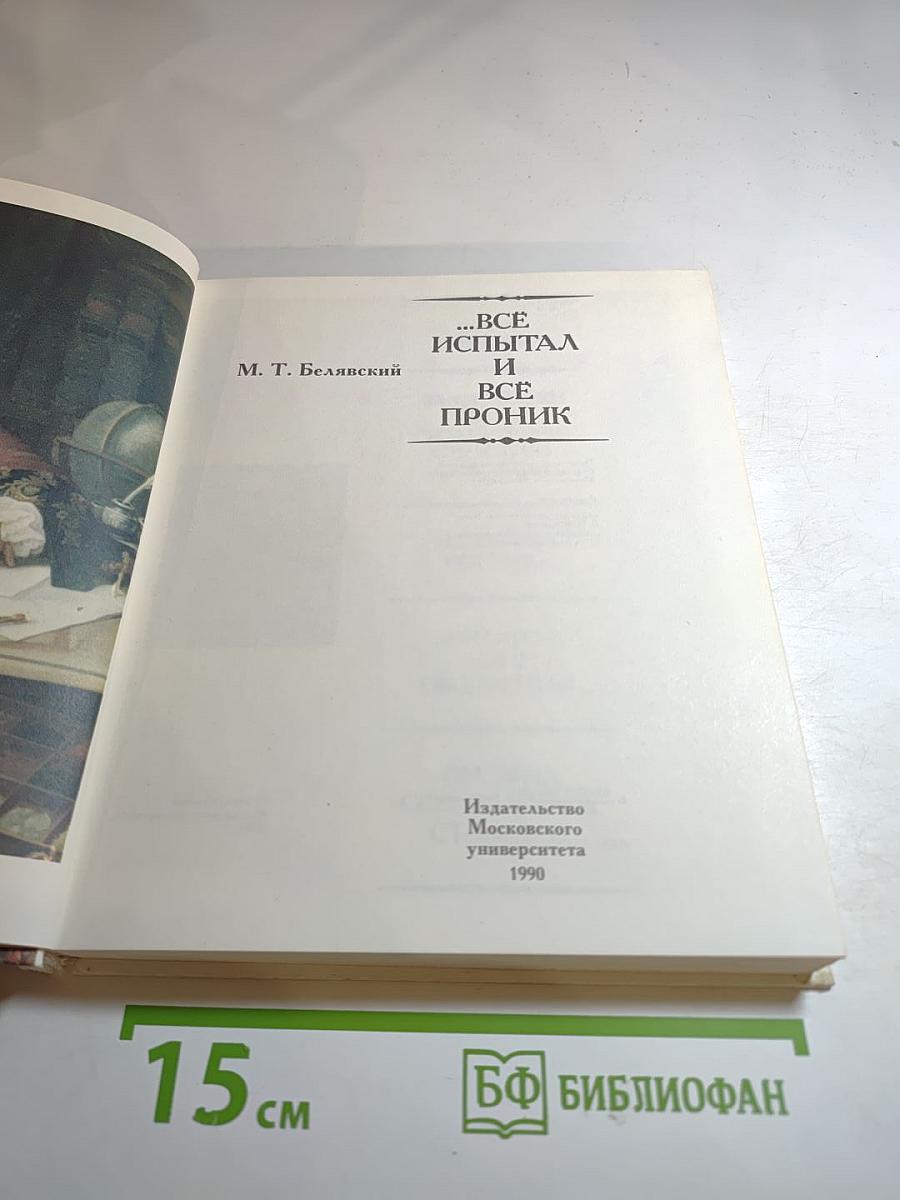 М. Т. Белявский
...ВСЁ
ИСПЫТАЛ
И
ВСЁ
ПРОНИК
Издательство
Московского
университета
1990
15 см
БФ БИБЛИОФАН